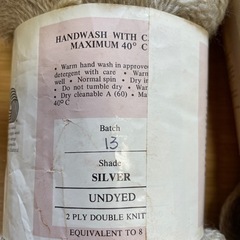 HANDWASH WITH CA
MAXIMUM 40° C
• Warm hand wash in approved
detergent with care • Warm
well • Normal spin • Dry in
• Do not tumble dry • Warm
• Dry cleanable A (60) • Ma
40°C
Batch
13
Shade
SILVER
UNDYED
2 PLY DOUBLE KNIT
EQUIVALENT TO 8